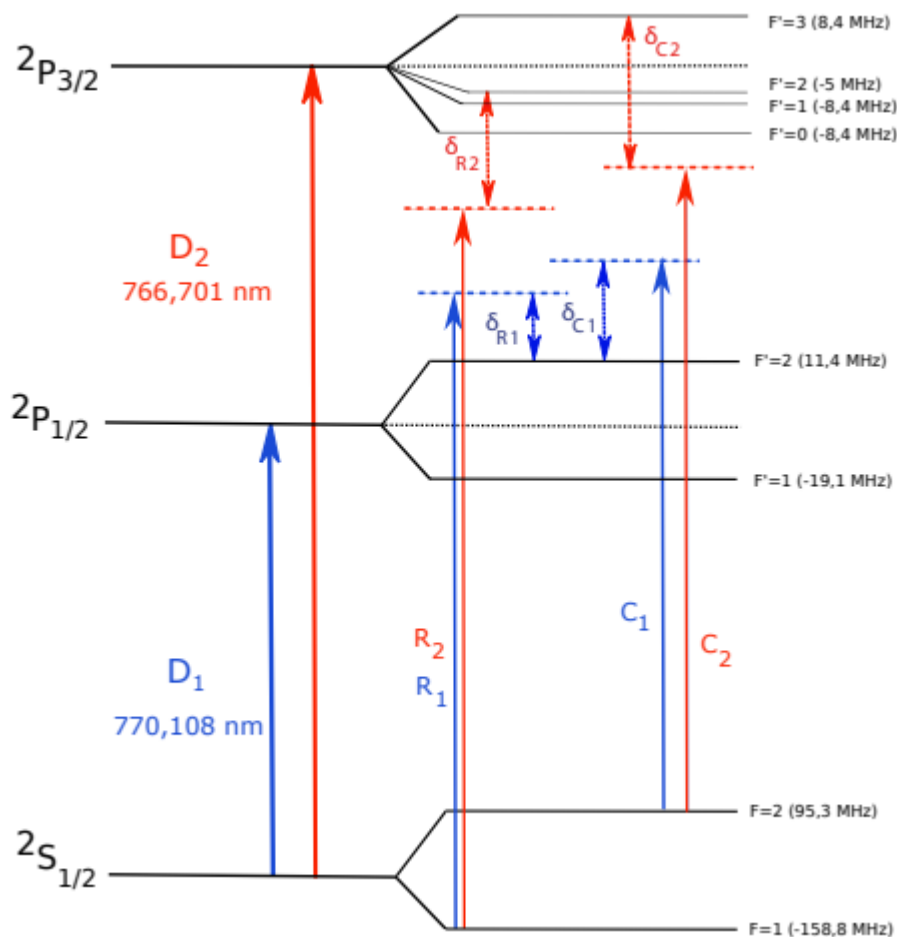 F'=3 (8,4 MHz)
δC2
²P3/2
F'=2 (-5 MHz)
F'=1 (-8,4 MHz)
F'=0 (-8,4 MHz)
δR2
D2
766,701 nm
δR1
δC1
F'=2 (11,4 MHz)
²P1/2
F'=1 (-19,1 MHz)
R2
R1
C1
C2
D1
770,108 nm
F=2 (95,3 MHz)
²S1/2
F=1 (-158,8 MHz)